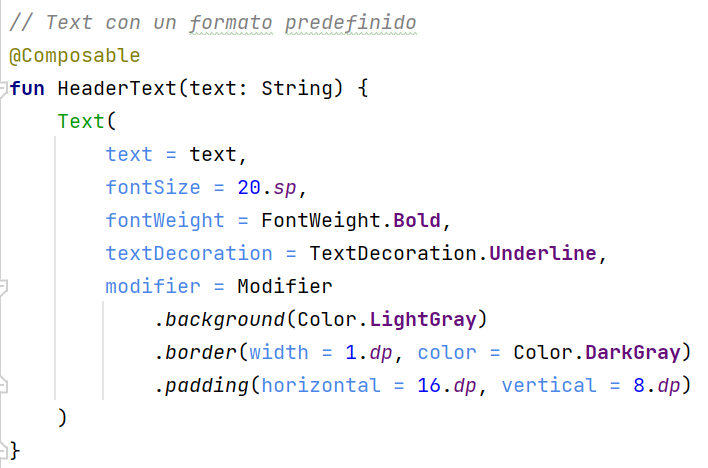 // Text con un formato predefinido
@Composable
fun HeaderText(text: String) {
    Text(
        text = text,
        fontSize = 20.sp,
        fontWeight = FontWeight.Bold,
        textDecoration = TextDecoration.Underline,
        modifier = Modifier
            .background(Color.LightGray)
            .border(width = 1.dp, color = Color.DarkGray)
            .padding(horizontal = 16.dp, vertical = 8.dp)
    )
}